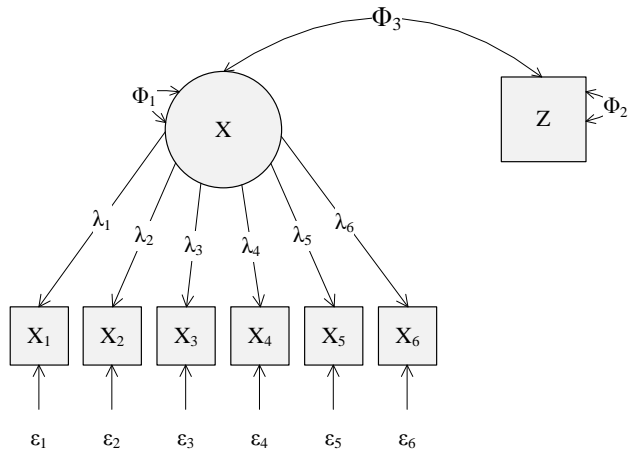 Φ₃
Φ₁
X
Z
Φ₂
λ₁ λ₂ λ₃ λ₄ λ₅ λ₆
X₁ X₂ X₃ X₄ X₅ X₆
ε₁ ε₂ ε₃ ε₄ ε₅ ε₆